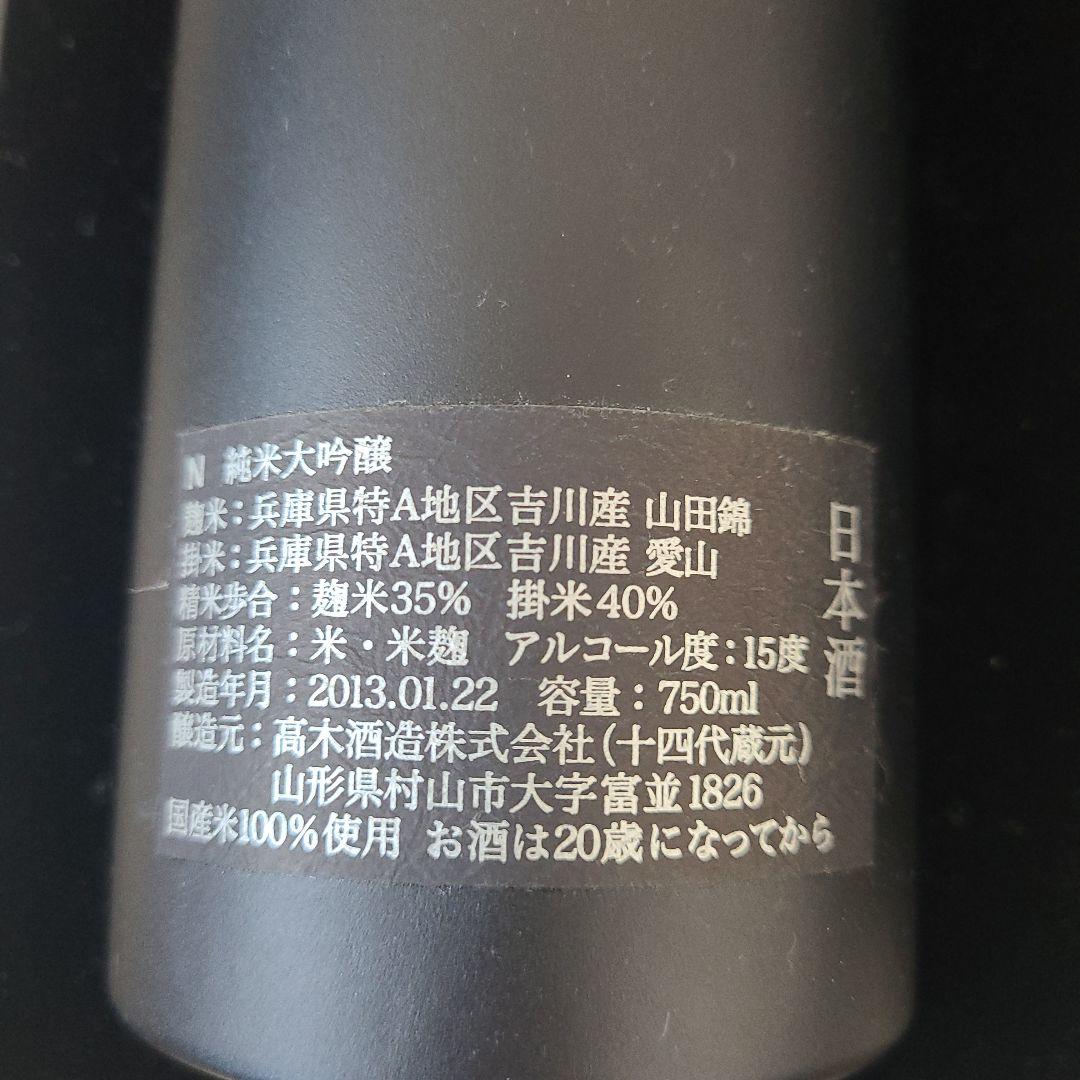 N 純米大吟醸
麹米:兵庫県特A地区吉川産 山田錦
掛米:兵庫県特A地区吉川産 愛山
精米歩合:麹米35% 掛米40%
原材料名:米・米麹 アルコール度:15度
製造年月:2013.01.22 容量:750ml
醸造元:高木酒造株式会社(十四代蔵元)
山形県村山市大字富並1826
国産米100%使用 お酒は20歳になってから
日本酒